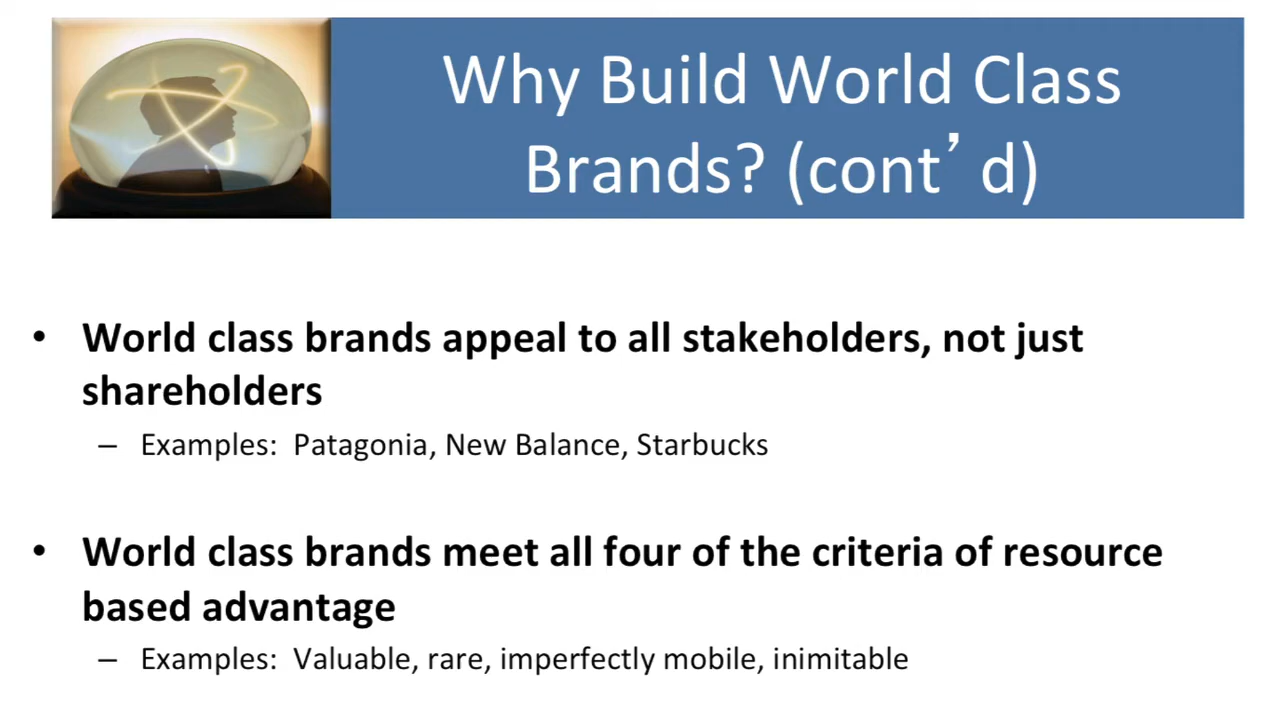 Why Build World Class
Brands? (cont’ d)
• World class brands appeal to all stakeholders, not just
shareholders
– Examples: Patagonia, New Balance, Starbucks
• World class brands meet all four of the criteria of resource
based advantage
– Examples: Valuable, rare, imperfectly mobile, inimitable